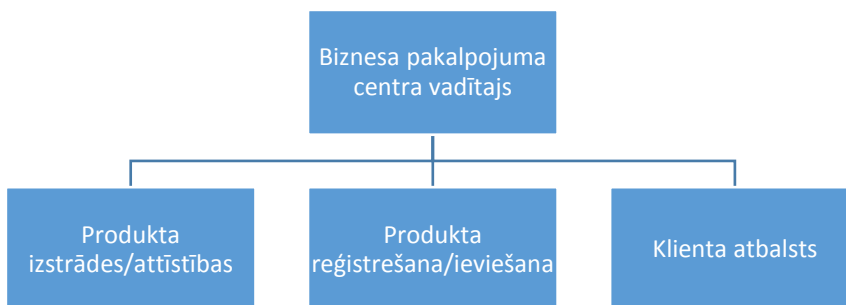 Biznesa pakalpojuma
centra vadītajs
Produkta
izstrādes/attīstības
Produkta
reģistrešana/ieviešana
Klienta atbalsts